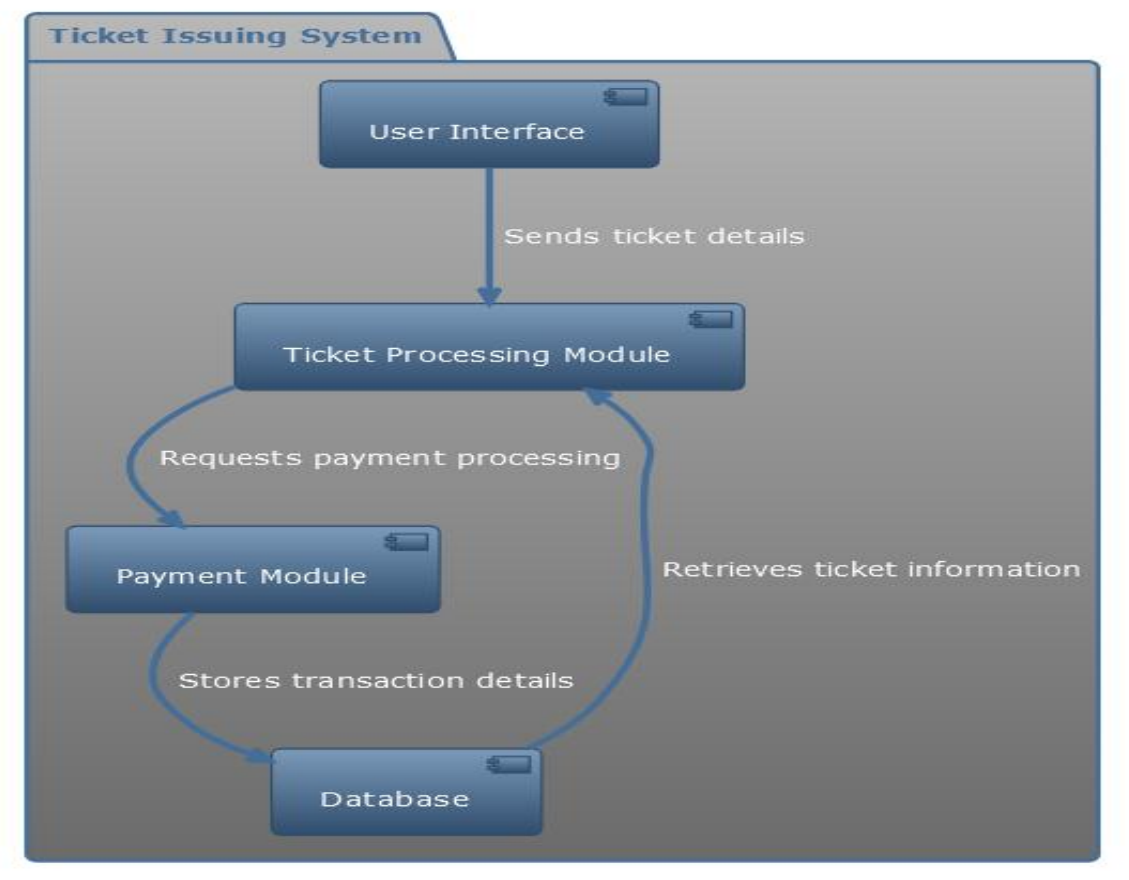 Ticket Issuing System
User Interface
Sends ticket details
Ticket Processing Module
Requests payment processing
Payment Module
Retrieves ticket information
Stores transaction details
Database